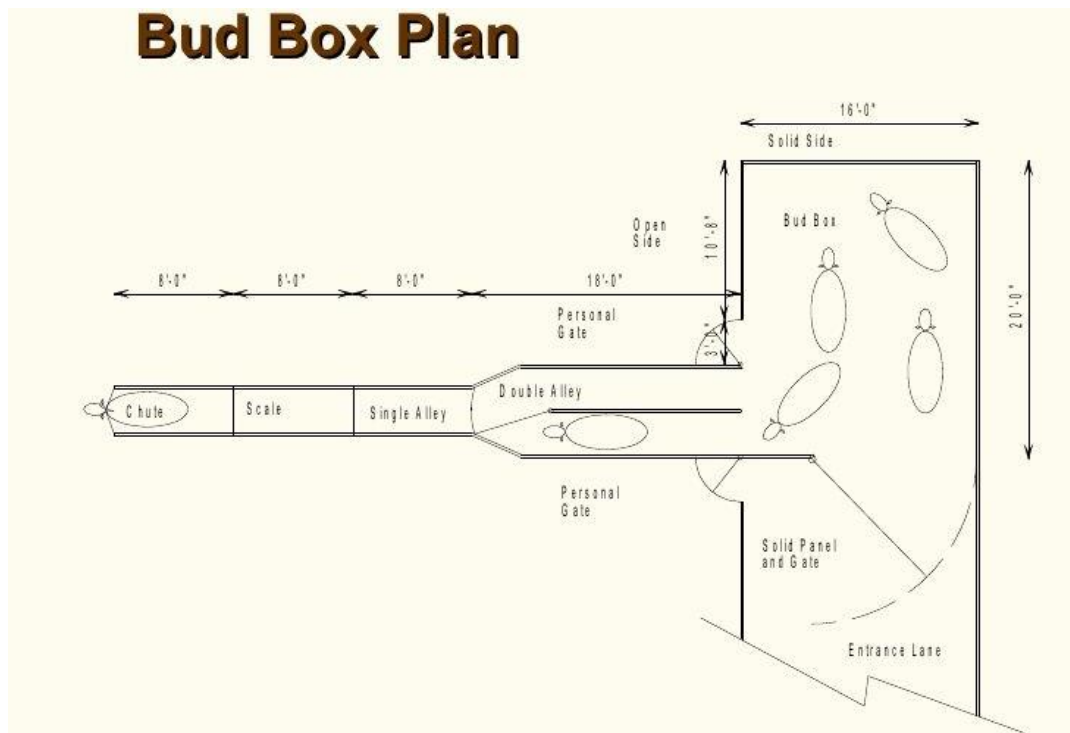 Bud Box Plan
16'-0"
Solid Side
Open
Side
10'-8"
Bud Box
8'-0"
8'-0"
8'-0"
18'-0"
20'-0"
Personal
Gate
3'-0"
Double Alley
Chute
Scale
Single Alley
Personal
Gate
Solid Panel
and Gate
Entrance Lane